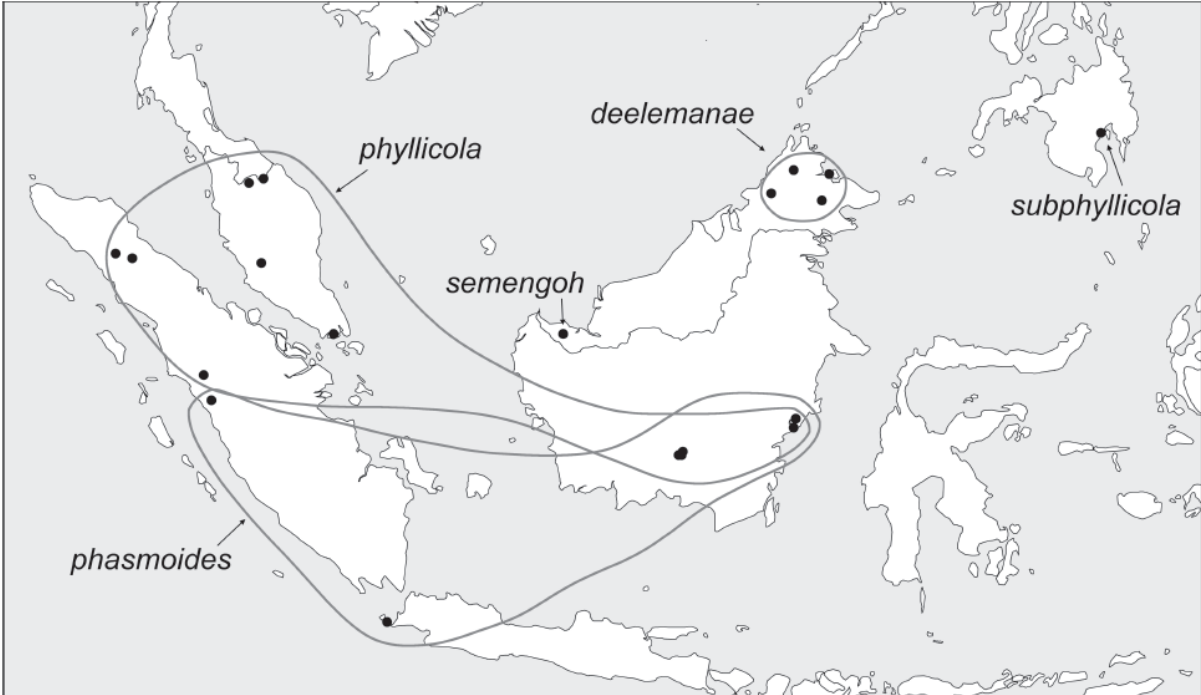 deelemanae
phyllicola
subphyllicola
semengoh
phasmoides